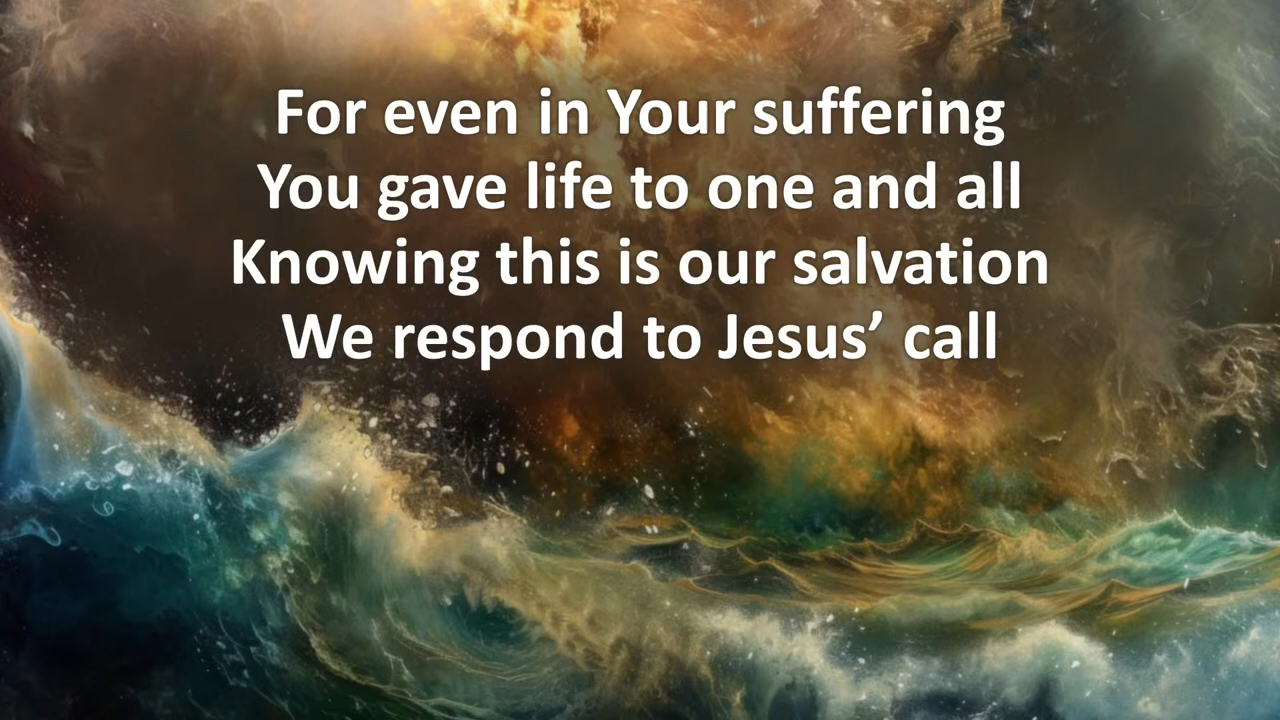 For even in Your suffering
You gave life to one and all
Knowing this is our salvation
We respond to Jesus’ call